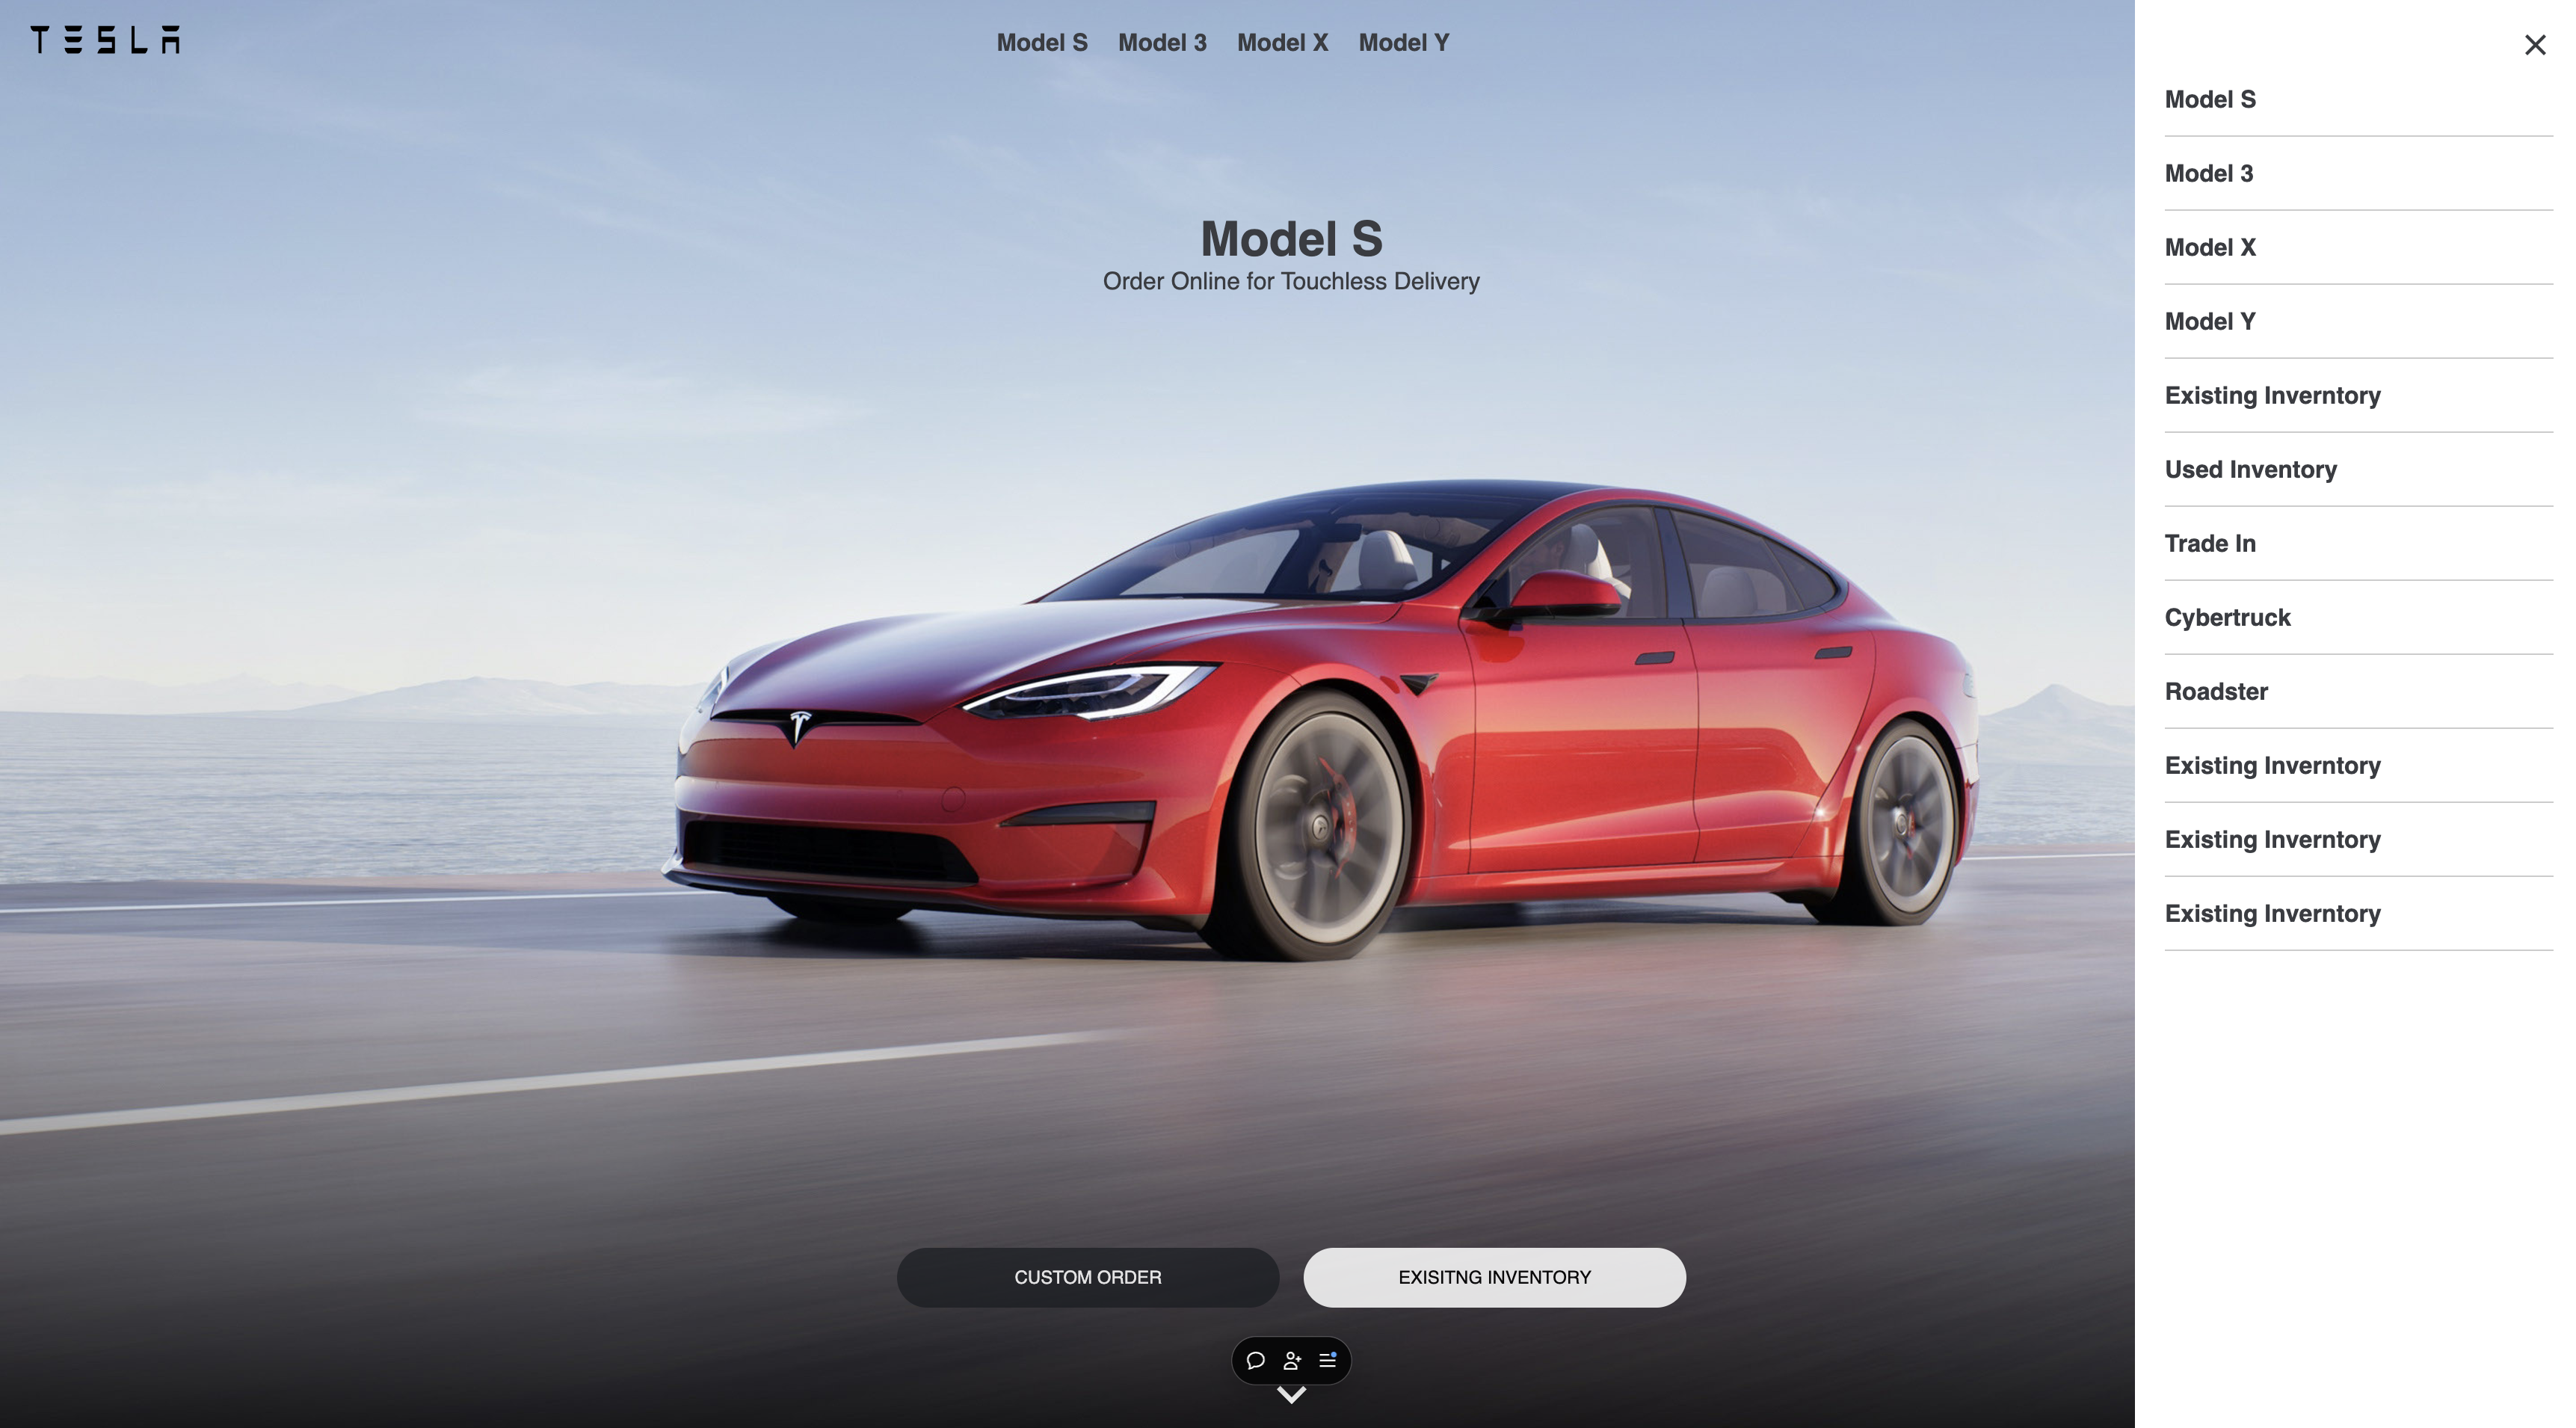 TESLA
Model S Model 3 Model X Model Y
Model S
Order Online for Touchless Delivery
CUSTOM ORDER
EXISITNG INVENTORY
Model S
Model 3
Model X
Model Y
Existing Inverntory
Used Inventory
Trade In
Cybertruck
Roadster
Existing Inverntory
Existing Inverntory
Existing Inverntory